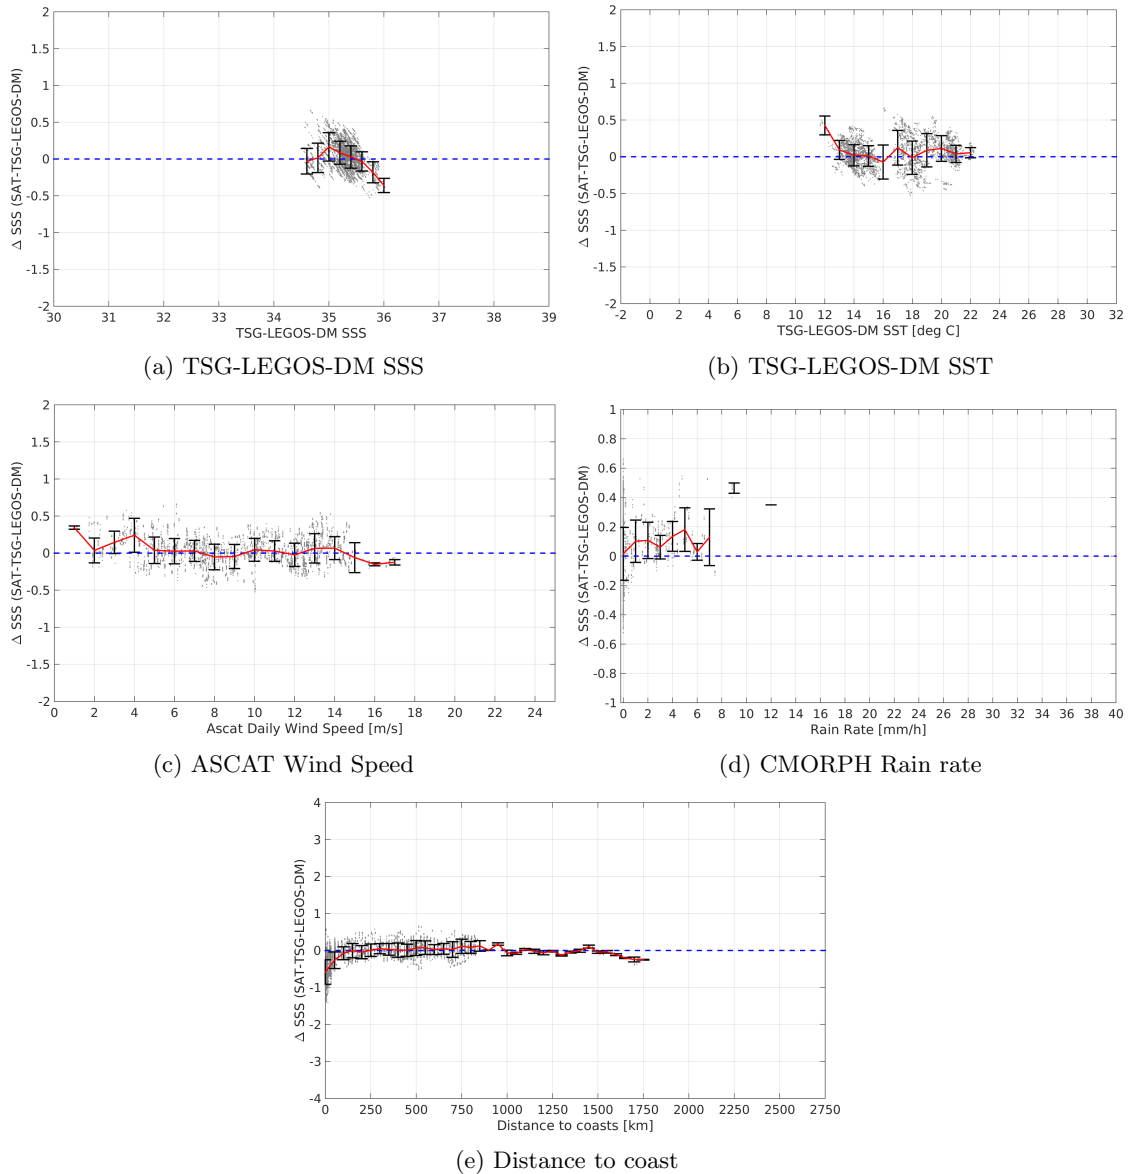 2
1.5
1
0.5
0
-0.5
-1
-1.5
-2
Δ SSS (SAT-TSG-LEGOS-DM)
30 31 32 33 34 35 36 37 38 39
TSG-LEGOS-DM SSS
(a) TSG-LEGOS-DM SSS
2
1.5
1
0.5
0
-0.5
-1
-1.5
-2
Δ SSS (SAT-TSG-LEGOS-DM)
-2 0 2 4 6 8 10 12 14 16 18 20 22 24 26 28 30 32
TSG-LEGOS-DM SST [deg C]
(b) TSG-LEGOS-DM SST
2
1.5
1
0.5
0
-0.5
-1
-1.5
-2
Δ SSS (SAT-TSG-LEGOS-DM)
0 2 4 6 8 10 12 14 16 18 20 22 24
Ascat Daily Wind Speed [m/s]
(c) ASCAT Wind Speed
1
0.8
0.6
0.4
0.2
0
-0.2
-0.4
-0.6
-0.8
-1
Δ SSS (SAT-TSG-LEGOS-DM)
0 2 4 6 8 10 12 14 16 18 20 22 24 26 28 30 32 34 36 38 40
Rain Rate [mm/h]
(d) CMORPH Rain rate
4
3
2
1
0
-1
-2
-3
-4
Δ SSS (SAT-TSG-LEGOS-DM)
0 250 500 750 1000 1250 1500 1750 2000 2250 2500 2750
Distance to coasts [km]
(e) Distance to coast